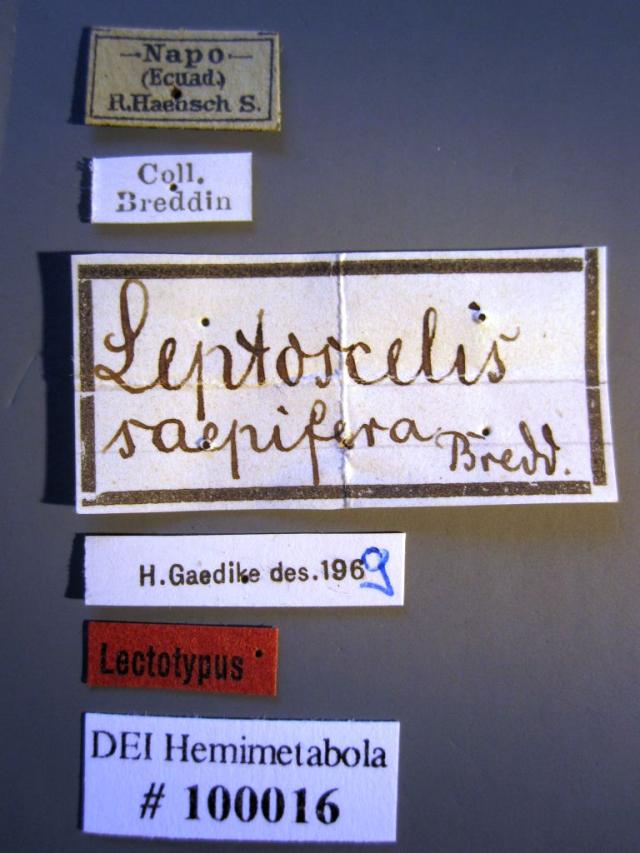 —Napo—
(Ecuad.)
R.Haensch S.
Coll.
Breddin
Leptoscelis
saepifera Bredd.
H.Gaedike des.1969
Lectotypus
DEI Hemimetabola
# 100016